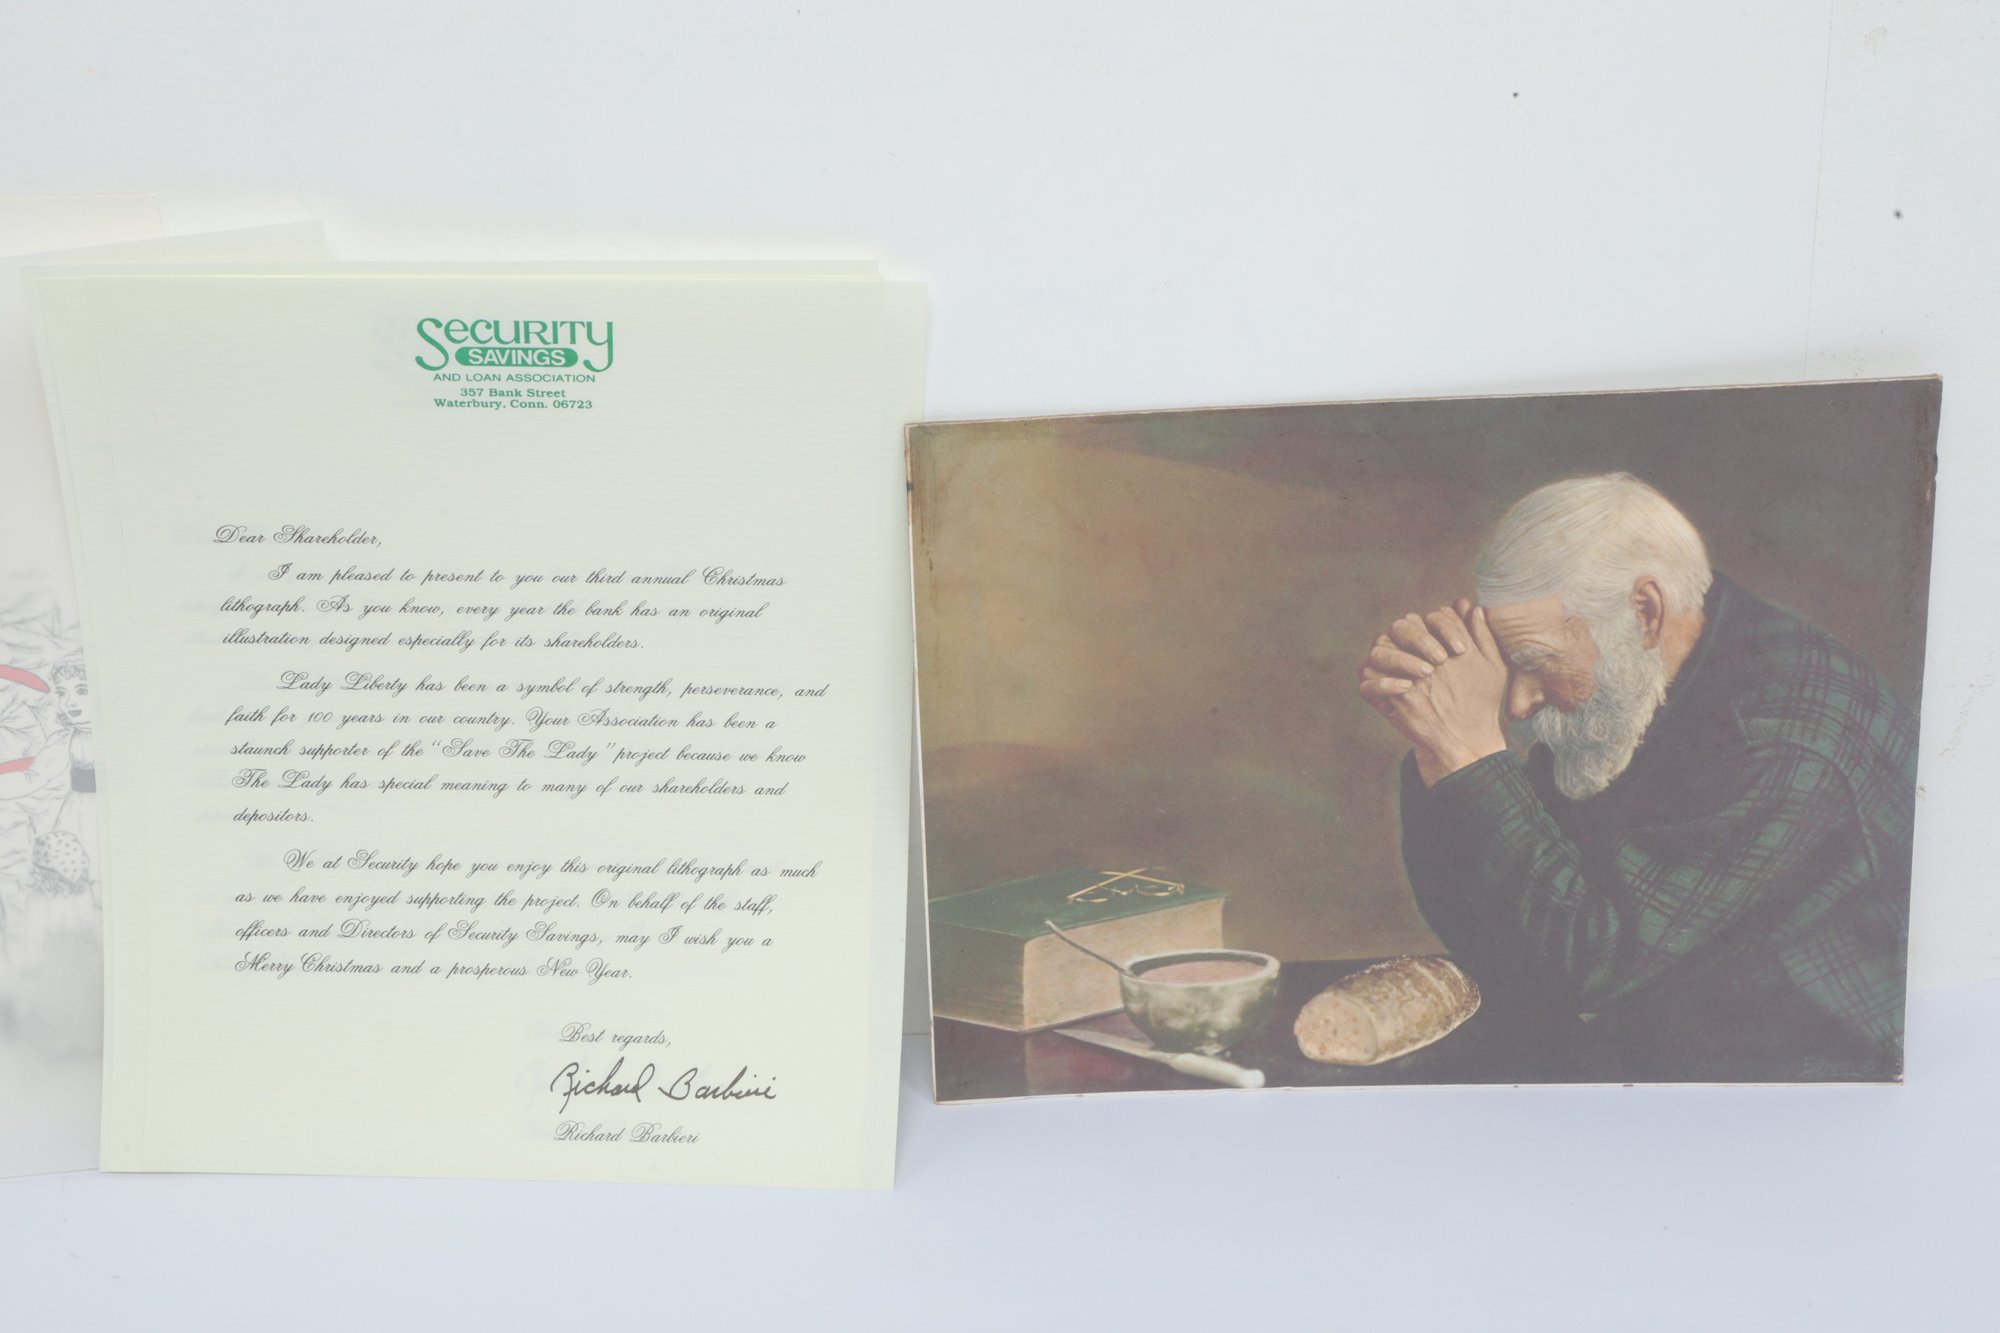 Security
SAVINGS
AND LOAN ASSOCIATION
357 Bank Street
Waterbury, Conn. 06723
Dear Shareholder,
I am pleased to present to you our third annual Christmas
lithograph. As you know, every year the bank has an original
illustration designed especially for its shareholders.
Lady Liberty has been a symbol of strength, perseverance, and
faith for 100 years in our country. Your Association has been a
staunch supporter of the "Save The Lady" project because we know
The Lady has special meaning to many of our shareholders and
depositors.
We at Security hope you enjoy this original lithograph as much
as we have enjoyed supporting the project. On behalf of the staff,
officers and Directors of Security Savings, may I wish you a
Merry Christmas and a prosperous New Year.
Best regards,
Richard Barbieri
Richard Barbieri